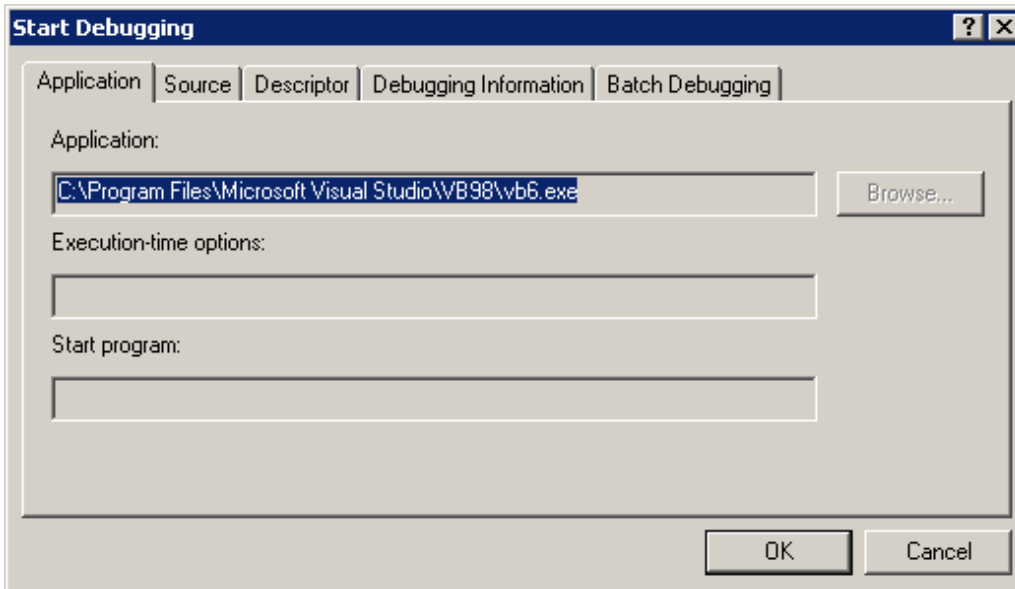 Start Debugging
Application Source Descriptor Debugging Information Batch Debugging
Application:
C:\Program Files\Microsoft Visual Studio\VB98\vb6.exe Browse...
Execution-time options:
Start program:
OK Cancel